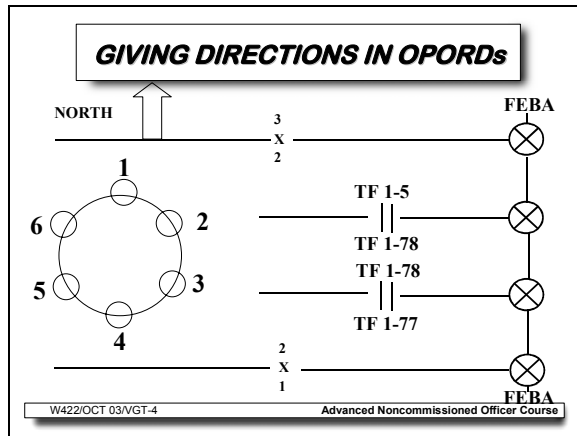 GIVING DIRECTIONS IN OPORDs
FEBA
NORTH
3
X
2
1
TF 1-5
6
2
TF 1-78
TF 1-78
5
3
4
TF 1-77
2
X
1
FEBA
W422/OCT 03/VGT-4
Advanced Noncommissioned Officer Course